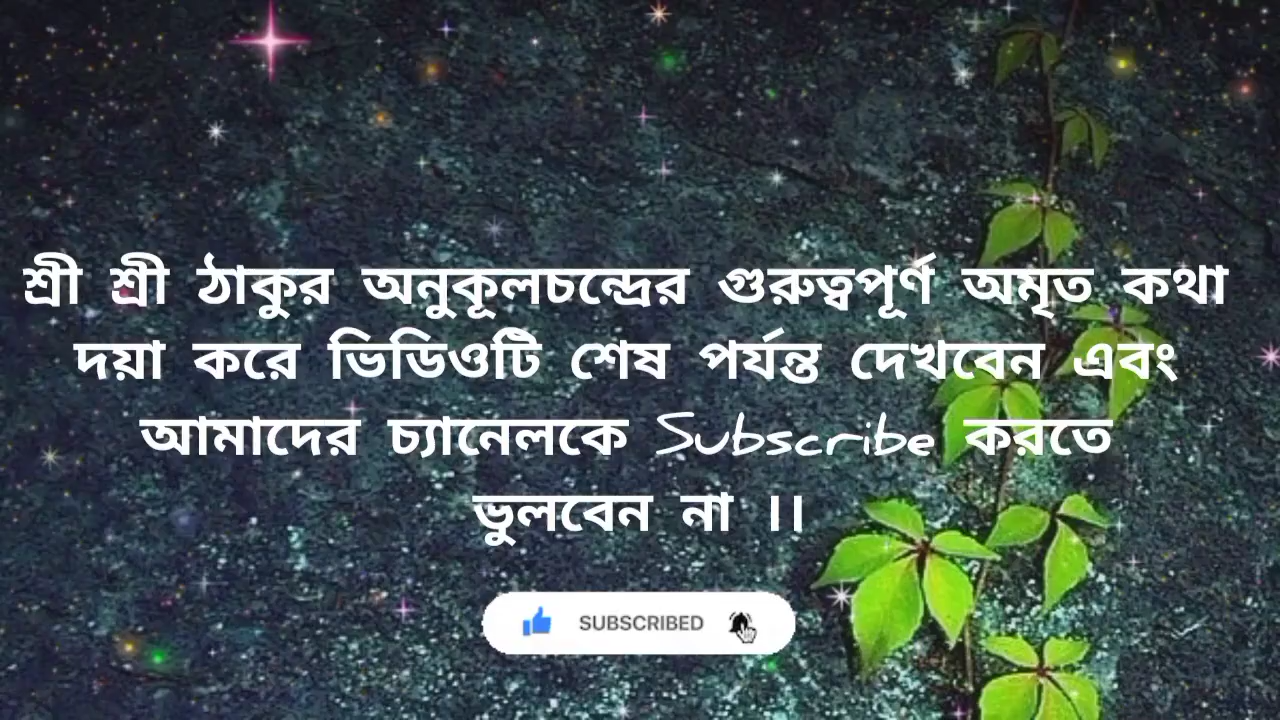 শ্রী শ্রী ঠাকুর অনুকূলচন্দ্রের গুরুত্বপূর্ণ অমৃত কথা
দয়া করে ভিডিওটি শেষ পর্যন্ত দেখবেন এবং
আমাদের চ্যানেলকে Subscribe করতে
ভুলবেন না ।।
SUBSCRIBED